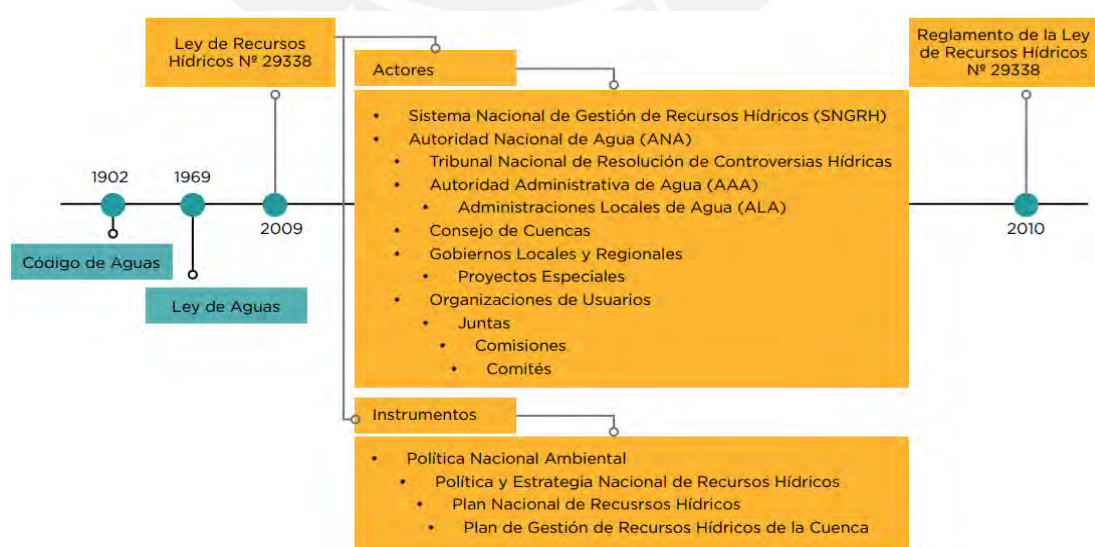 Ley de Recursos
Hídricos Nº 29338
Reglamento de la Ley
de Recursos Hídricos
Nº 29338
Actores
• Sistema Nacional de Gestión de Recursos Hídricos (SNGRH)
• Autoridad Nacional de Agua (ANA)
• Tribunal Nacional de Resolución de Controversias Hídricas
• Autoridad Administrativa de Agua (AAA)
• Administraciones Locales de Agua (ALA)
• Consejo de Cuencas
• Gobiernos Locales y Regionales
• Proyectos Especiales
• Organizaciones de Usuarios
• Juntas
• Comisiones
• Comités
1902
1969
2009
2010
Código de Aguas
Ley de Aguas
Instrumentos
• Política Nacional Ambiental
• Política y Estrategia Nacional de Recursos Hídricos
• Plan Nacional de Recusrsos Hídricos
• Plan de Gestión de Recursos Hídricos de la Cuenca